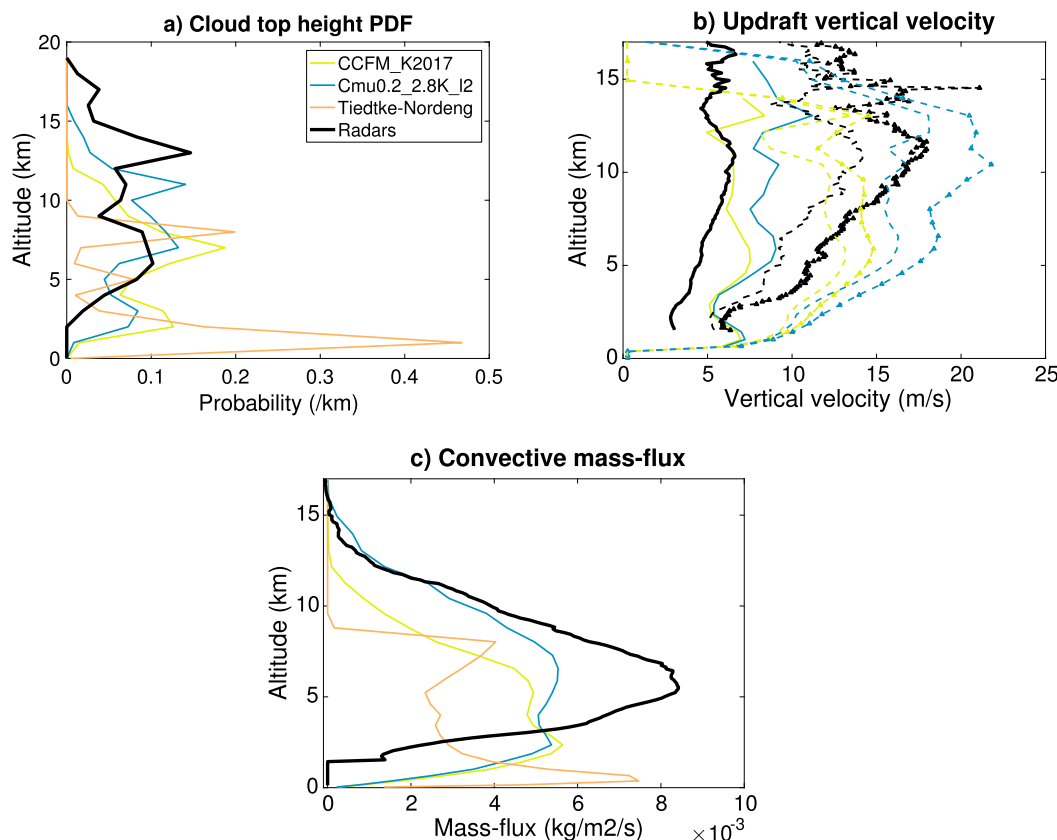 a) Cloud top height PDF
20
15
10
5
0
Altitude (km)
CCFM_K2017
Cmu0.2_2.8K_l2
Tiedtke-Nordeng
Radars
0 0.1 0.2 0.3 0.4 0.5
Probability (/km)
b) Updraft vertical velocity
15
10
5
0
Altitude (km)
0 5 10 15 20 25
Vertical velocity (m/s)
c) Convective mass-flux
15
10
5
0
Altitude (km)
0 2 4 6 8 10
Mass-flux (kg/m2/s)
×10⁻³